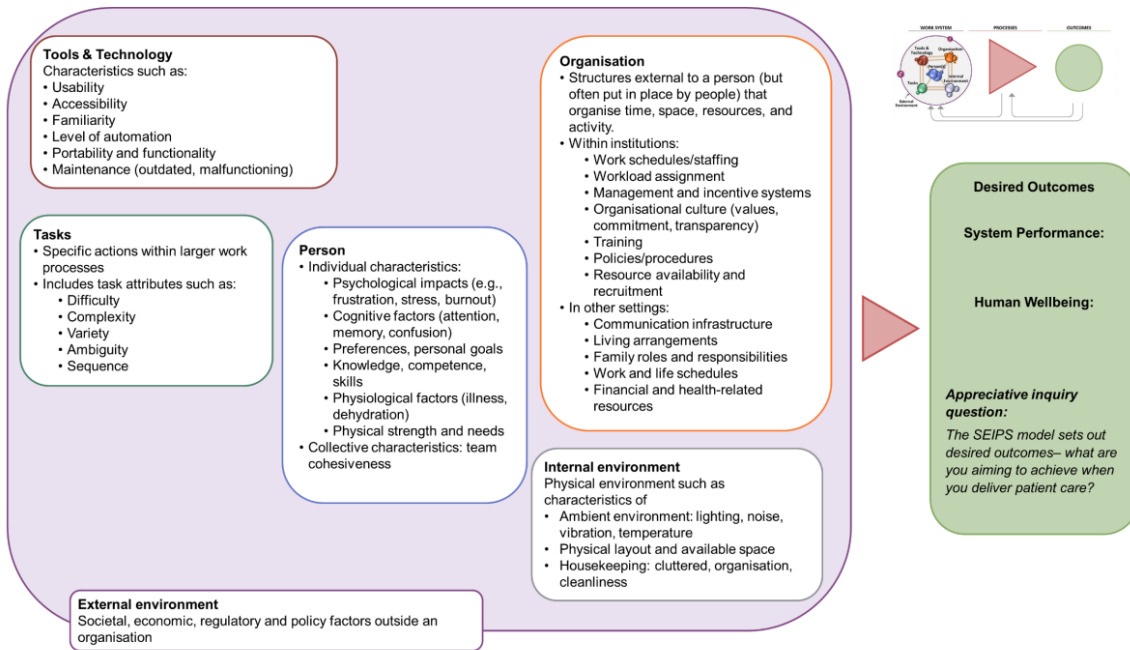 Tools & Technology
Characteristics such as:
• Usability
• Accessibility
• Familiarity
• Level of automation
• Portability and functionality
• Maintenance (outdated, malfunctioning)
Tasks
• Specific actions within larger work
processes
• Includes task attributes such as:
• Difficulty
• Complexity
• Variety
• Ambiguity
• Sequence
Person
• Individual characteristics:
• Psychological impacts (e.g.,
frustration, stress, burnout)
• Cognitive factors (attention,
memory, confusion)
• Preferences, personal goals
• Knowledge, competence,
skills
• Physiological factors (illness,
dehydration)
• Physical strength and needs
• Collective characteristics: team
cohesiveness
Organisation
• Structures external to a person (but
often put in place by people) that
organise time, space, resources, and
activity.
• Within institutions:
• Work schedules/staffing
• Workload assignment
• Management and incentive systems
• Organisational culture (values,
commitment, transparency)
• Training
• Policies/procedures
• Resource availability and
recruitment
• In other settings:
• Communication infrastructure
• Living arrangements
• Family roles and responsibilities
• Work and life schedules
• Financial and health-related
resources
Internal environment
Physical environment such as
characteristics of
• Ambient environment: lighting, noise,
vibration, temperature
• Physical layout and available space
• Housekeeping: cluttered, organisation,
cleanliness
External environment
Societal, economic, regulatory and policy factors outside an
organisation
WORK SYSTEM
PROCESSES
OUTCOMES
Tools &
Technology
Organisation
Person(s)
Tasks
Internal
Environment
External
Environment
Desired Outcomes
System Performance:
Human Wellbeing:
Appreciative inquiry
question:
The SEIPS model sets out
desired outcomes– what are
you aiming to achieve when
you deliver patient care?